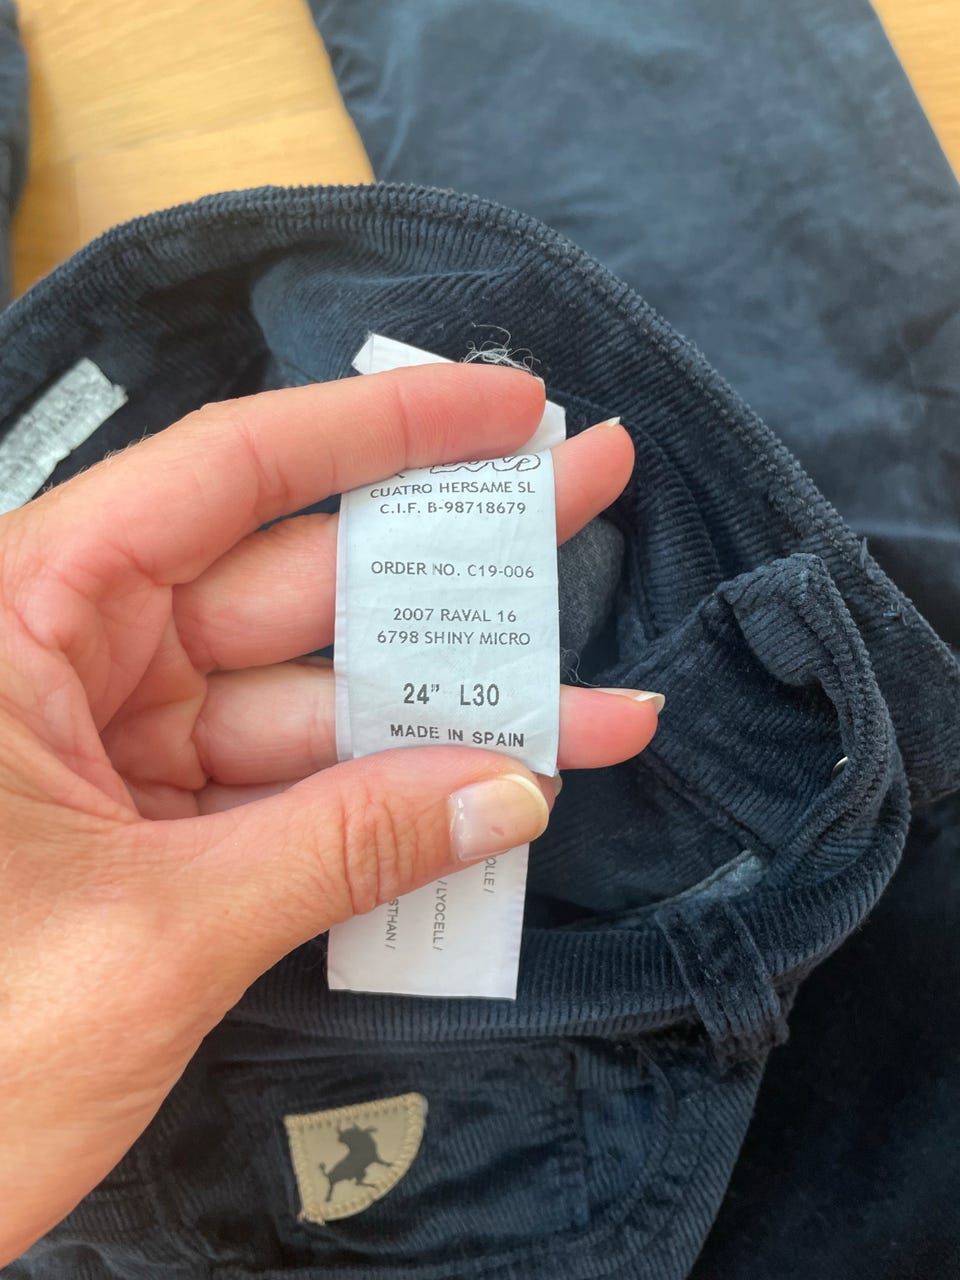 CUATRO HERSAME SL
C.I.F. B-98718679
ORDER NO. C19-006
2007 RAVAL 16
6798 SHINY MICRO
24” L30
MADE IN SPAIN
/ LYOCELL /